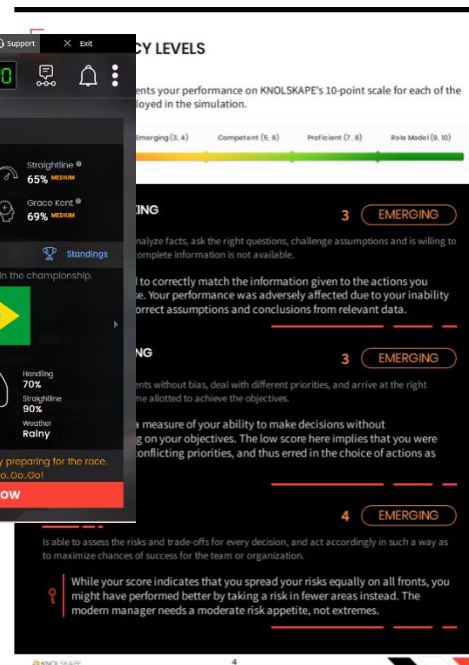 Support
Exit
Straightline
65% MEDIUM
Grace Kent
69% MEDIUM
Standings
in the championship.
Handling
70%
Straightline
90%
Weather
Rainy
preparing for the race.
Go..Go!
OW
CY LEVELS
ents your performance on KNOLSKAPE's 10-point scale for each of the
loyed in the simulation.
Emerging (3, 4)
Competent (5, 6)
Proficient (7, 8)
Role Model (9, 10)
ING
3 EMERGING
nalyze facts, ask the right questions, challenge assumptions and is willing to
complete information is not available.
to correctly match the information given to the actions you
e. Your performance was adversely affected due to your inability
orrect assumptions and conclusions from relevant data.
NG
3 EMERGING
ents without bias, deal with different priorities, and arrive at the right
me allotted to achieve the objectives.
a measure of your ability to make decisions without
g on your objectives. The low score here implies that you were
conflicting priorities, and thus erred in the choice of actions as
4 EMERGING
Is able to assess the risks and trade-offs for every decision, and act accordingly in such a way as
to maximize chances of success for the team or organization.
While your score indicates that you spread your risks equally on all fronts, you
might have performed better by taking a risk in fewer areas instead. The
modern manager needs a moderate risk appetite, not extremes.
KNOLSKAPE
4